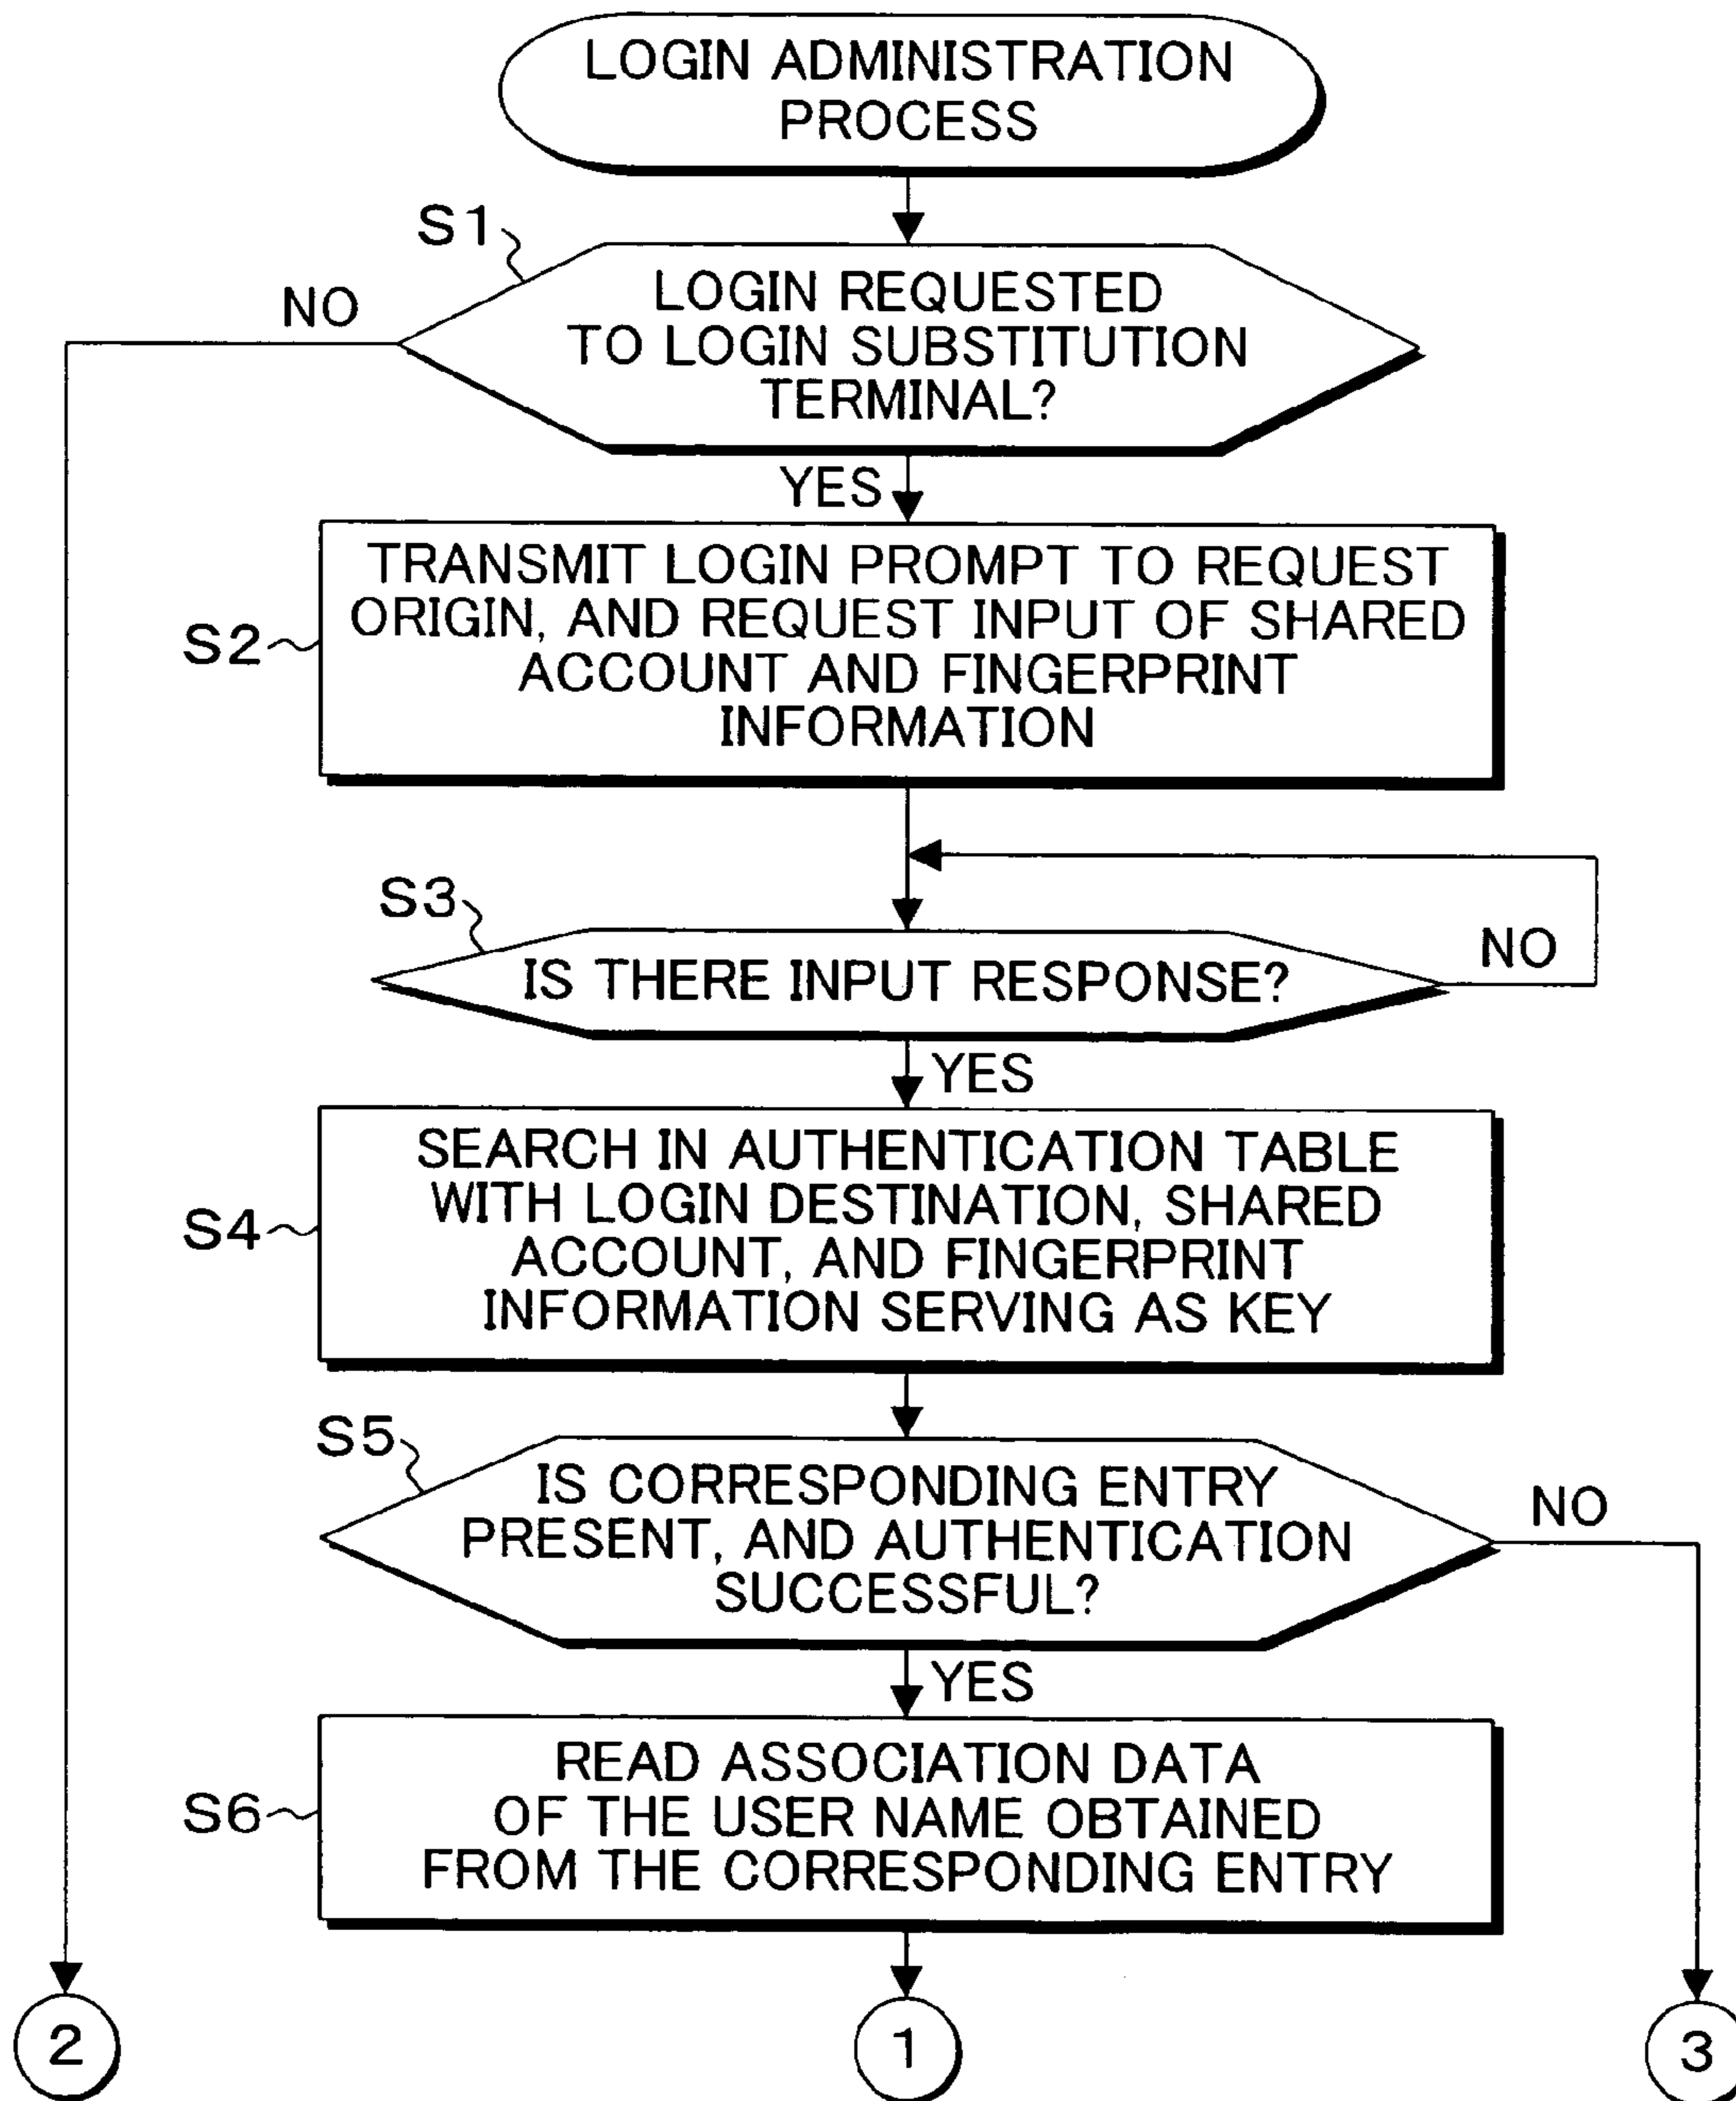 LOGIN ADMINISTRATION
PROCESS
S1
NO
LOGIN REQUESTED
TO LOGIN SUBSTITUTION
TERMINAL?
YES
S2
TRANSMIT LOGIN PROMPT TO REQUEST
ORIGIN, AND REQUEST INPUT OF SHARED
ACCOUNT AND FINGERPRINT
INFORMATION
S3
IS THERE INPUT RESPONSE?
NO
YES
S4
SEARCH IN AUTHENTICATION TABLE
WITH LOGIN DESTINATION, SHARED
ACCOUNT, AND FINGERPRINT
INFORMATION SERVING AS KEY
S5
IS CORRESPONDING ENTRY
PRESENT, AND AUTHENTICATION
SUCCESSFUL?
NO
YES
S6
READ ASSOCIATION DATA
OF THE USER NAME OBTAINED
FROM THE CORRESPONDING ENTRY
2
1
3